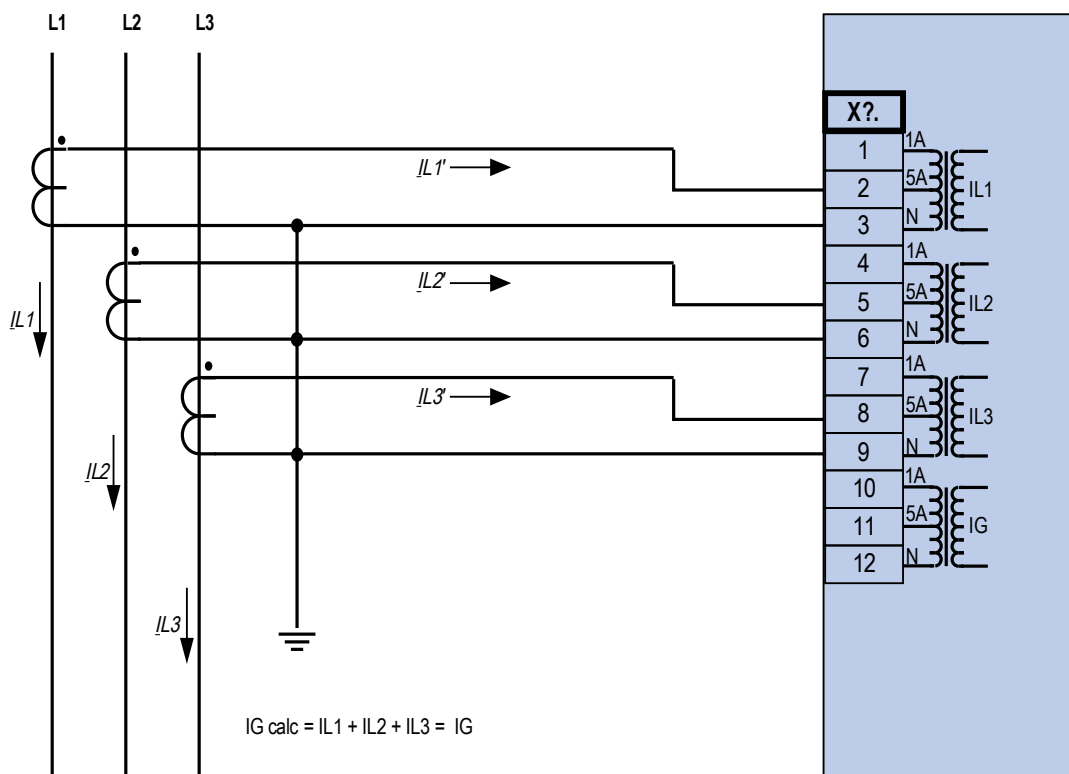 L1 L2 L3
X?.
1 1A
IL1'
2 5A IL1
3 N
4 1A
IL2'
5 5A IL2
IL1
6 N
7 1A
IL3'
8 5A IL3
9 N
IL2
10 1A
11 5A IG
12 N
IL3
IG calc = IL1 + IL2 + IL3 = IG